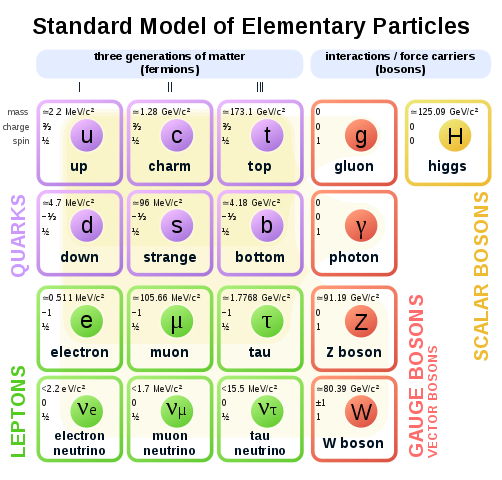 Standard Model of Elementary Particles
three generations of matter
(fermions)
interactions / force carriers
(bosons)
I II III
mass
charge
spin
≃2.2 MeV/c²
⅔
½
u
up
≃1.28 GeV/c²
⅔
½
c
charm
≃173.1 GeV/c²
⅔
½
t
top
0
0
1
g
gluon
≃125.09 GeV/c²
0
0
H
higgs
QUARKS
≃4.7 MeV/c²
−⅓
½
d
down
≃96 MeV/c²
−⅓
½
s
strange
≃4.18 GeV/c²
−⅓
½
b
bottom
0
0
1
γ
photon
SCALAR BOSONS
LEPTONS
≃0.511 MeV/c²
−1
½
e
electron
≃105.66 MeV/c²
−1
½
μ
muon
≃1.7768 GeV/c²
−1
½
τ
tau
≃91.19 GeV/c²
0
1
Z
Z boson
GAUGE BOSONS
VECTOR BOSONS
<2.2 eV/c²
0
½
νe
electron
neutrino
<1.7 MeV/c²
0
½
νμ
muon
neutrino
<15.5 MeV/c²
0
½
ντ
tau
neutrino
≃80.39 GeV/c²
±1
1
W
W boson